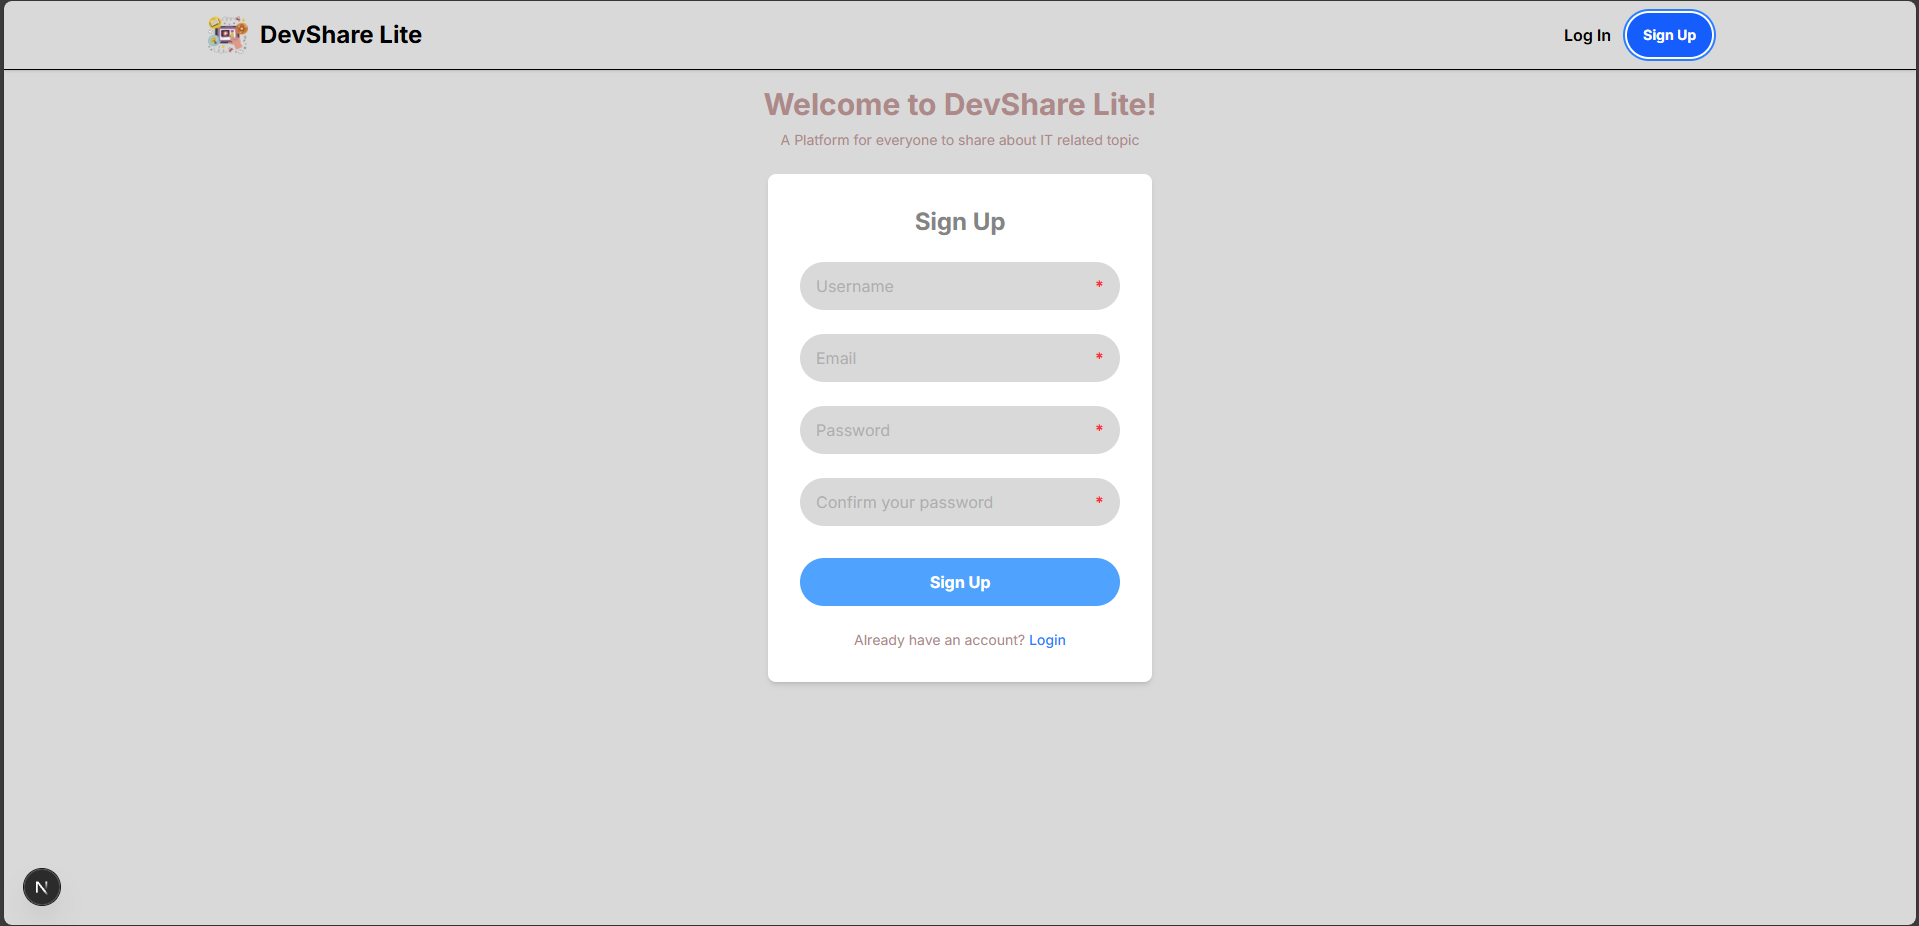 DevShare Lite
Log In
Sign Up
Welcome to DevShare Lite!
A Platform for everyone to share about IT related topic
Sign Up
Username *
Email *
Password *
Confirm your password *
Sign Up
Already have an account? Login
N